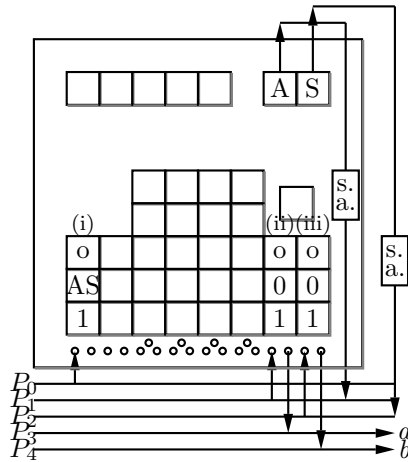 A S
s.
a.
(i) (ii) (iii)
s.
a.
o o o
AS 0 0
1 1 1
P0
P1
P2
P3 a
P4 b